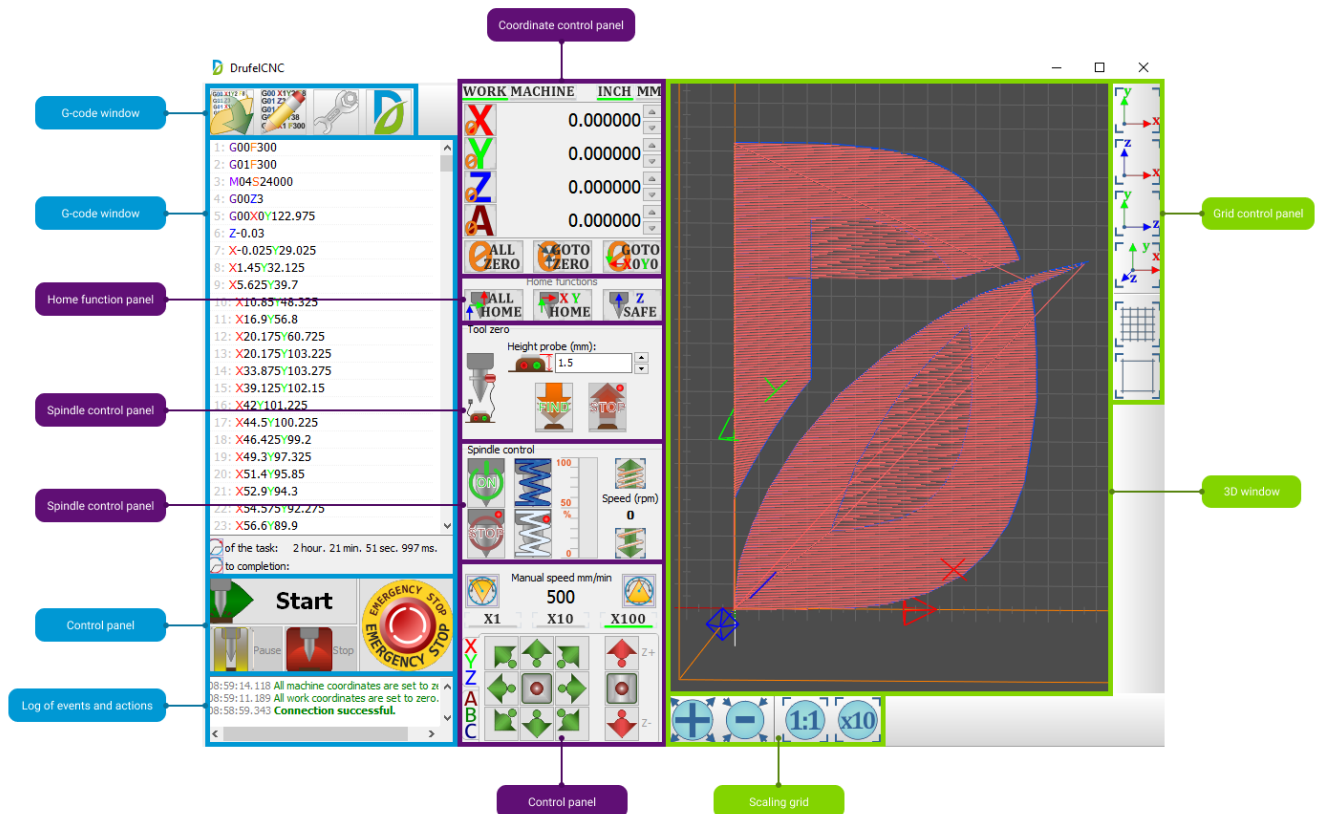 Coordinate control panel
DrufelCNC
G-code window
G-code window
Home function panel
Spindle control panel
Spindle control panel
Control panel
Log of events and actions
1: G00F300
2: G01F300
3: M04S24000
4: G00Z3
5: G00X0Y122.975
6: Z-0.03
7: X-0.025Y29.025
8: X1.45Y32.125
9: X5.625Y39.7
10: X10.85Y48.325
11: X16.9Y56.8
12: X20.175Y60.725
13: X20.175Y103.225
14: X33.875Y103.275
15: X39.125Y102.15
16: X42Y101.225
17: X44.5Y100.225
18: X46.425Y99.2
19: X49.3Y97.325
20: X51.4Y95.85
21: X52.9Y94.3
22: X54.575Y92.275
23: X56.6Y89.9
of the task: 2 hour. 21 min. 51 sec. 997 ms.
to completion:
Start
EMERGENCY STOP
EMERGENCY STOP
Pause
Stop
08:59:14.118 All machine coordinates are set to
08:59:11.189 All work coordinates are set to zero.
08:58:59.343 Connection successful.
WORK MACHINE INCH MM
X 0.000000
Y 0.000000
Z 0.000000
A 0.000000
ALL ZERO
GOTO ZERO
GOTO X0Y0
Home functions
ALL HOME
X Y HOME
Z SAFE
Tool zero
Height probe (mm):
1.5
FIND
STOP
Spindle control
ON
STOP
100
50
%
0
Speed (rpm)
0
Manual speed mm/min
500
X1 X10 X100
X
Y
Z
A
B
C
Z+
Z-
Control panel
y
x
z
x
y
z
y
x
z
Grid control panel
3D window
1:1
x10
Scaling grid